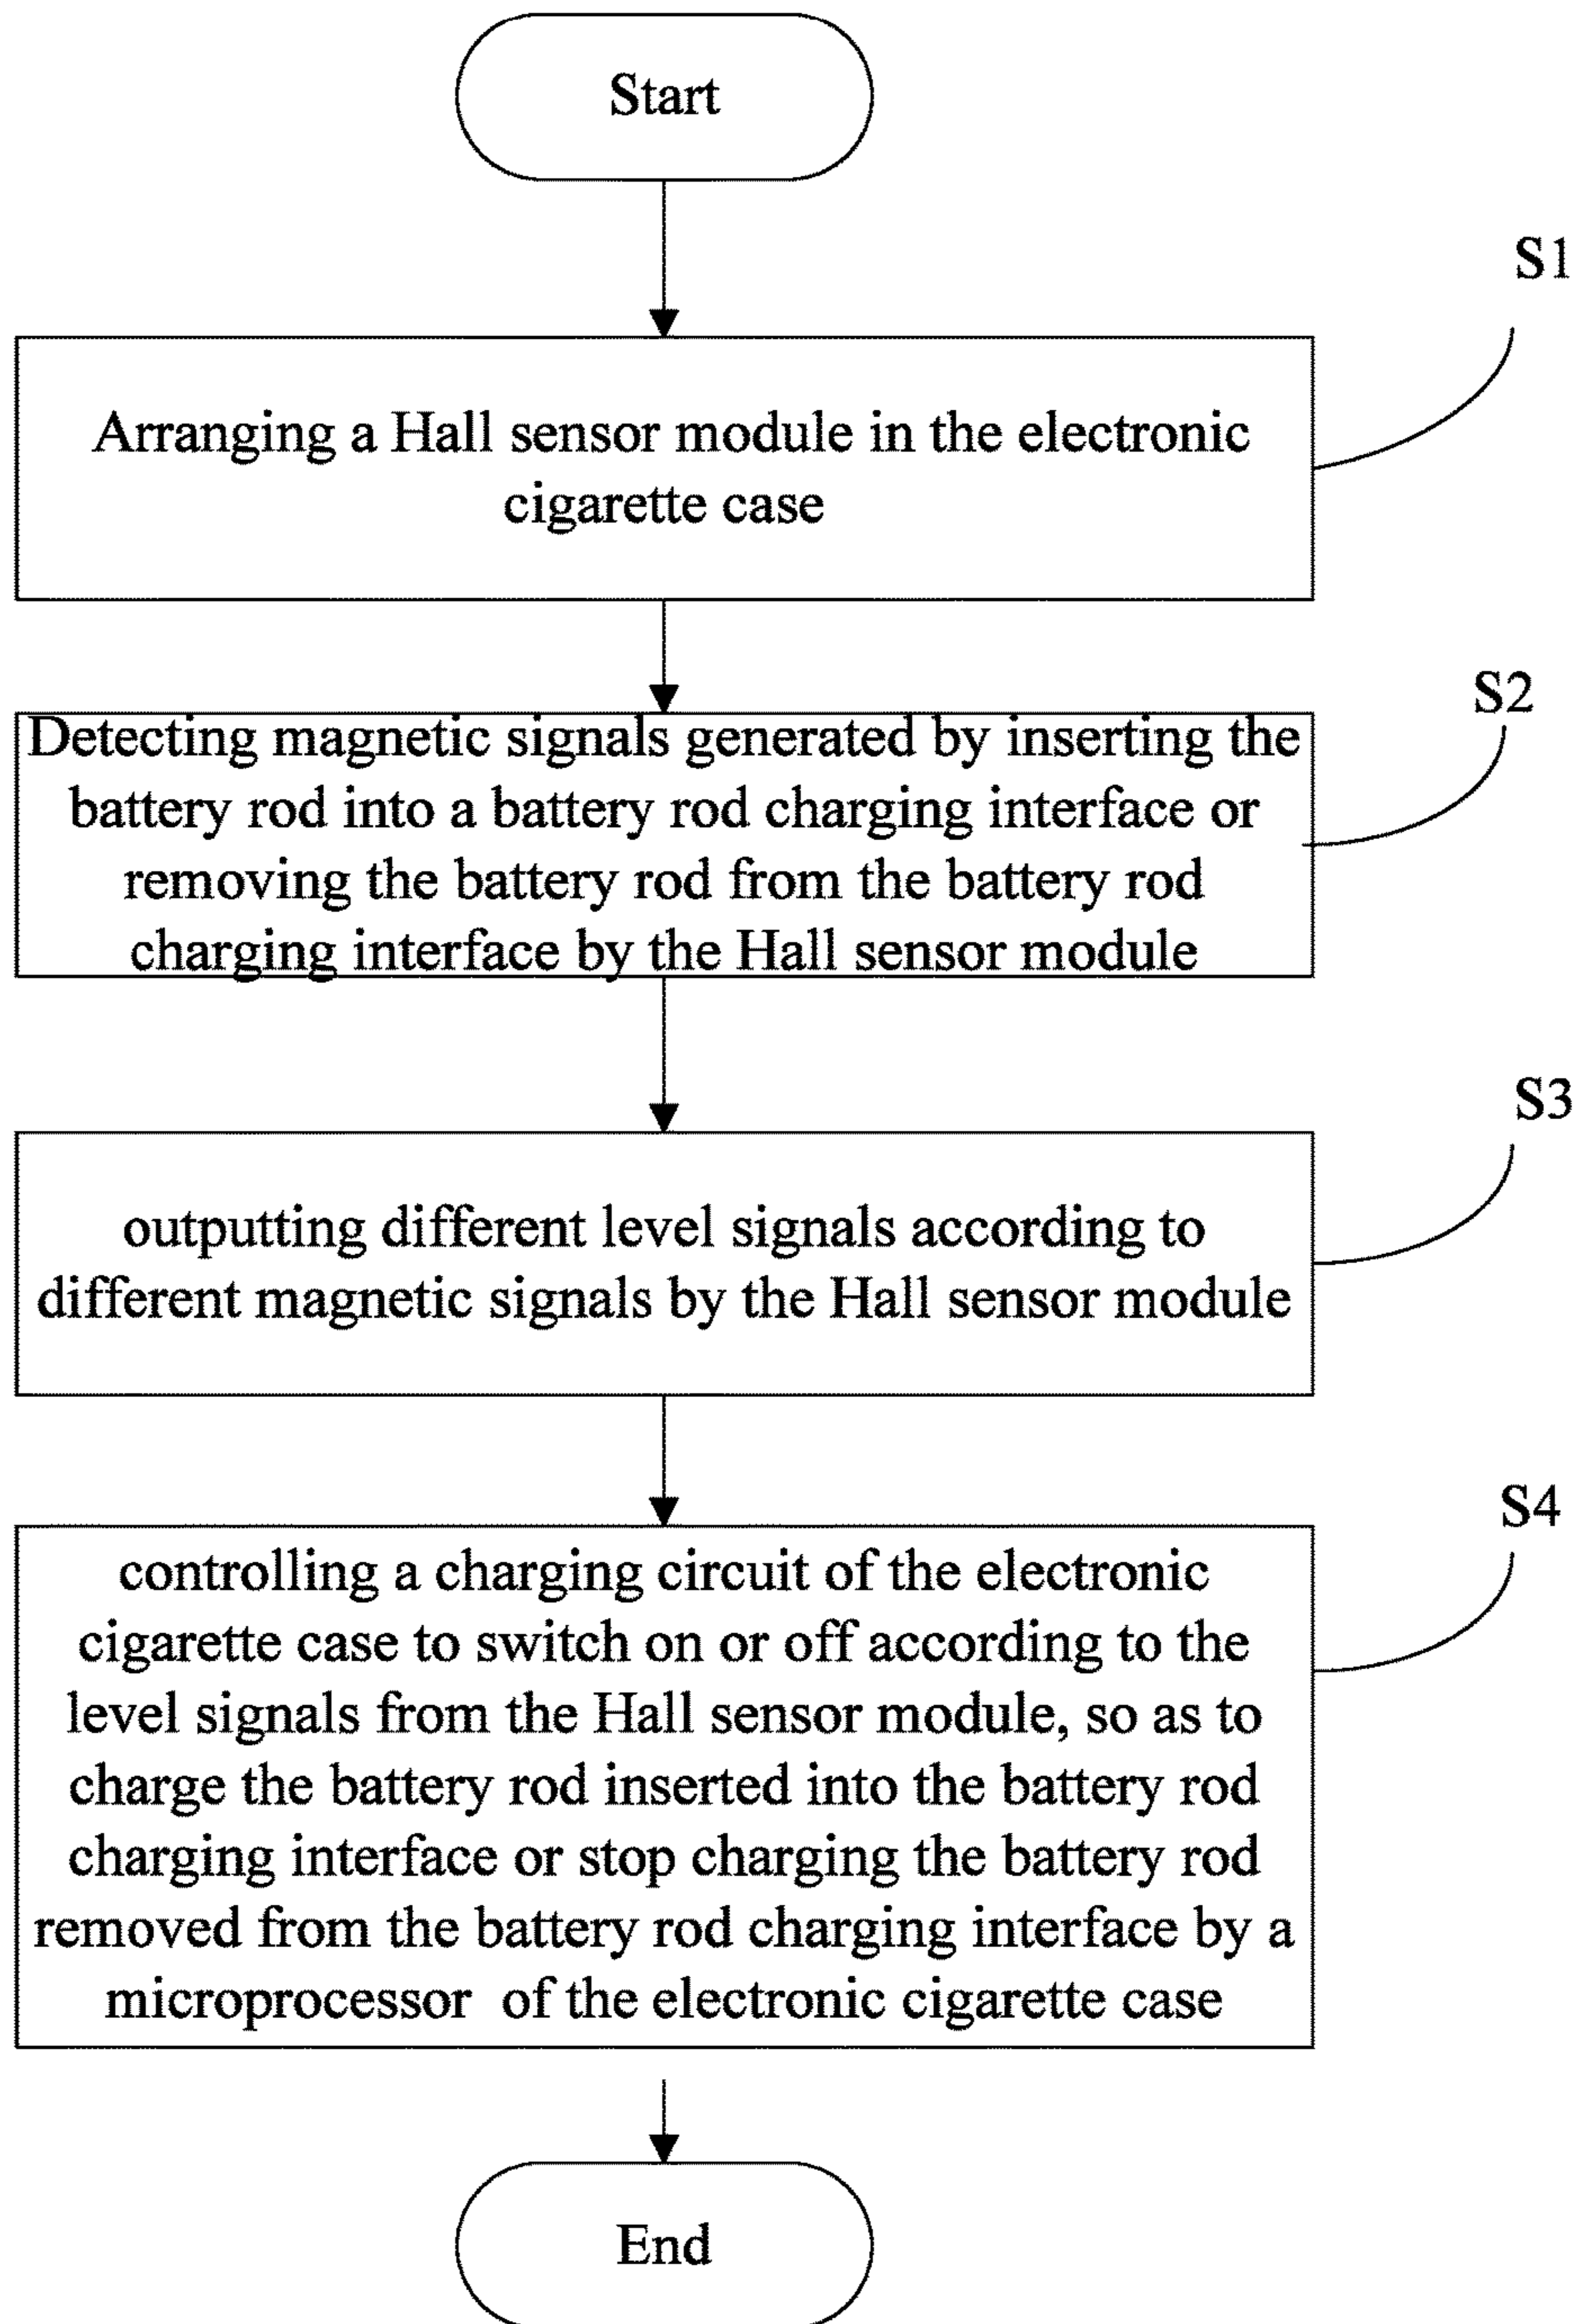 Start
S1
Arranging a Hall sensor module in the electronic
cigarette case
S2
Detecting magnetic signals generated by inserting the
battery rod into a battery rod charging interface or
removing the battery rod from the battery rod
charging interface by the Hall sensor module
S3
outputting different level signals according to
different magnetic signals by the Hall sensor module
S4
controlling a charging circuit of the electronic
cigarette case to switch on or off according to the
level signals from the Hall sensor module, so as to
charge the battery rod inserted into the battery rod
charging interface or stop charging the battery rod
removed from the battery rod charging interface by a
microprocessor of the electronic cigarette case
End